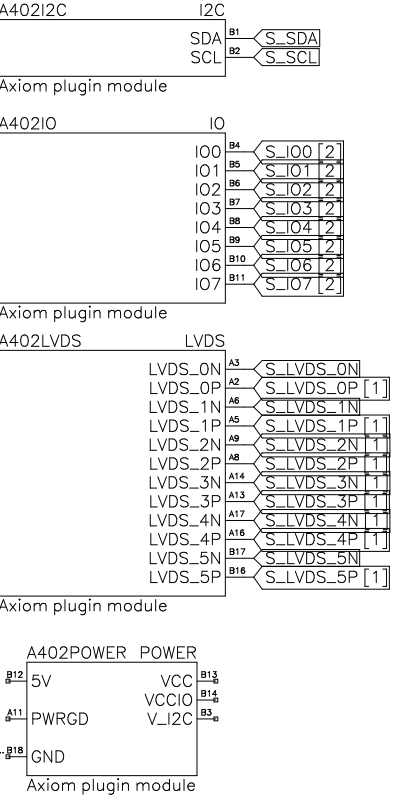 A402I2C I2C
SDA B1 S_SDA
SCL B2 S_SCL
Axiom plugin module
A402IO IO
IO0 B4 S_IO0 [2]
IO1 B5 S_IO1 [2]
IO2 B6 S_IO2 [2]
IO3 B7 S_IO3 [2]
IO4 B8 S_IO4 [2]
IO5 B9 S_IO5 [2]
IO6 B10 S_IO6 [2]
IO7 B11 S_IO7 [2]
Axiom plugin module
A402LVDS LVDS
LVDS_0N A3 S_LVDS_0N
LVDS_0P A2 S_LVDS_0P [1]
LVDS_1N A6 S_LVDS_1N
LVDS_1P A5 S_LVDS_1P [1]
LVDS_2N A9 S_LVDS_2N [1]
LVDS_2P A8 S_LVDS_2P [1]
LVDS_3N A14 S_LVDS_3N [1]
LVDS_3P A13 S_LVDS_3P [1]
LVDS_4N A17 S_LVDS_4N [1]
LVDS_4P A16 S_LVDS_4P [1]
LVDS_5N B17 S_LVDS_5N
LVDS_5P B16 S_LVDS_5P [1]
Axiom plugin module
A402POWER POWER
B12 5V VCC B13
VCCIO B14
A11 PWRGD V_I2C B3
B18 GND
Axiom plugin module